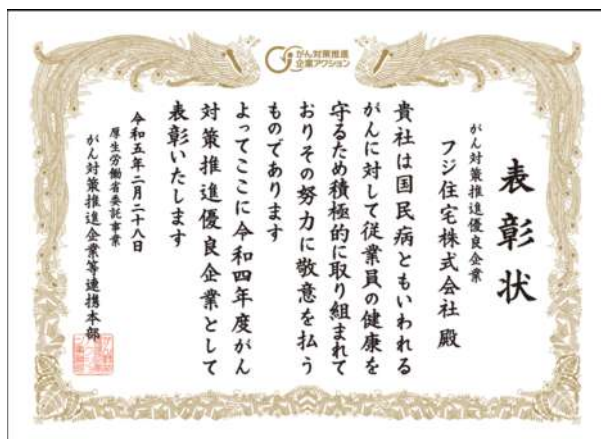 がん対策推進
企業アクション
表彰状
がん対策推進優良企業
フジ住宅株式会社 殿
貴社は国民病ともいわれる
がんに対して従業員の健康を
守るため積極的に取り組まれて
おりその努力に敬意を払う
ものであります
よってここに令和四年度がん
対策推進優良企業として
表彰いたします
令和五年二月二十八日
厚生労働省委託事業
がん対策推進企業等連携本部